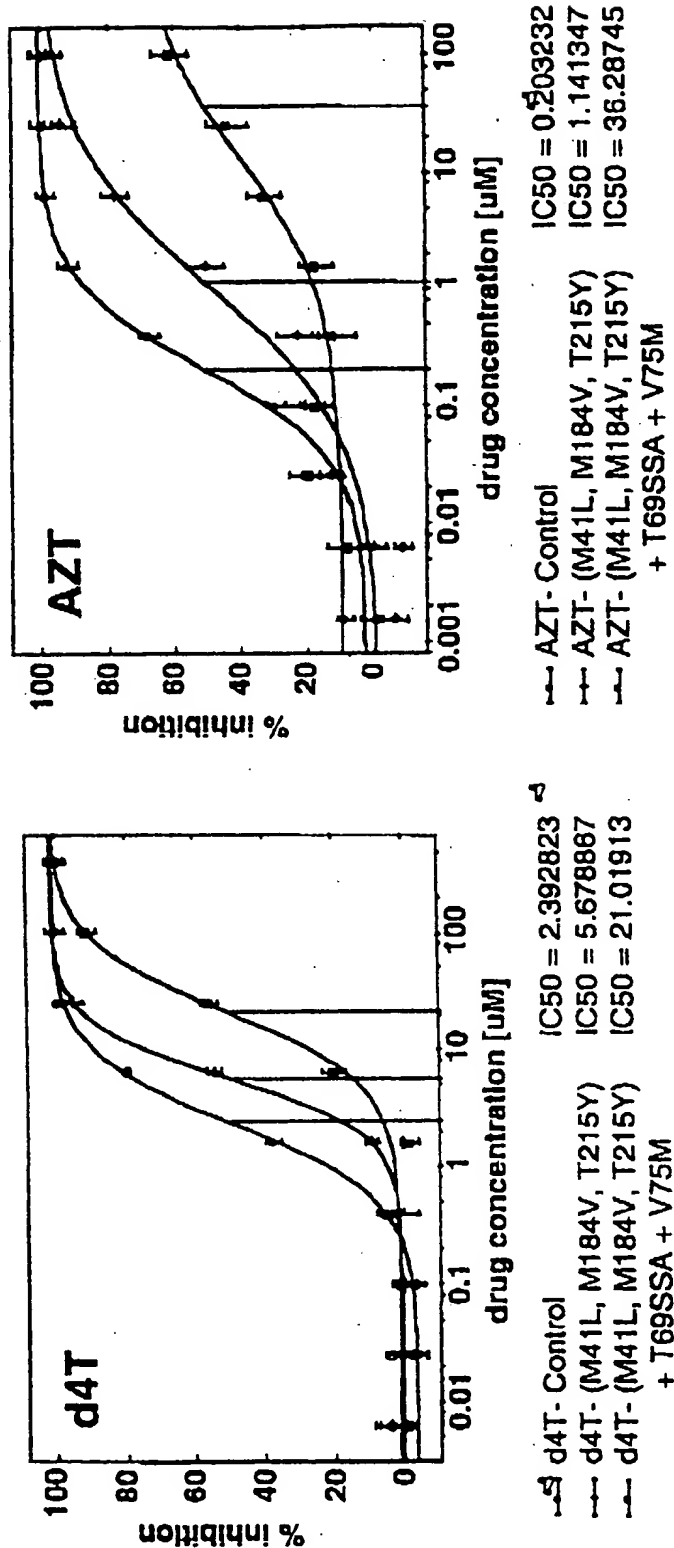 d4T
% inhibition
100
80
60
40
20
0
0.01
0.1
1
10
100
drug concentration [uM]
d4T- Control IC50 = 2.392823
d4T- (M41L, M184V, T215Y) IC50 = 5.678887
d4T- (M41L, M184V, T215Y) IC50 = 21.01913
+ T69SSA + V75M
AZT
% inhibition
100
80
60
40
20
0
0.001
0.01
0.1
1
10
100
drug concentration [uM]
AZT- Control IC50 = 0.203232
AZT- (M41L, M184V, T215Y) IC50 = 1.141347
AZT- (M41L, M184V, T215Y) IC50 = 36.28745
+ T69SSA + V75M